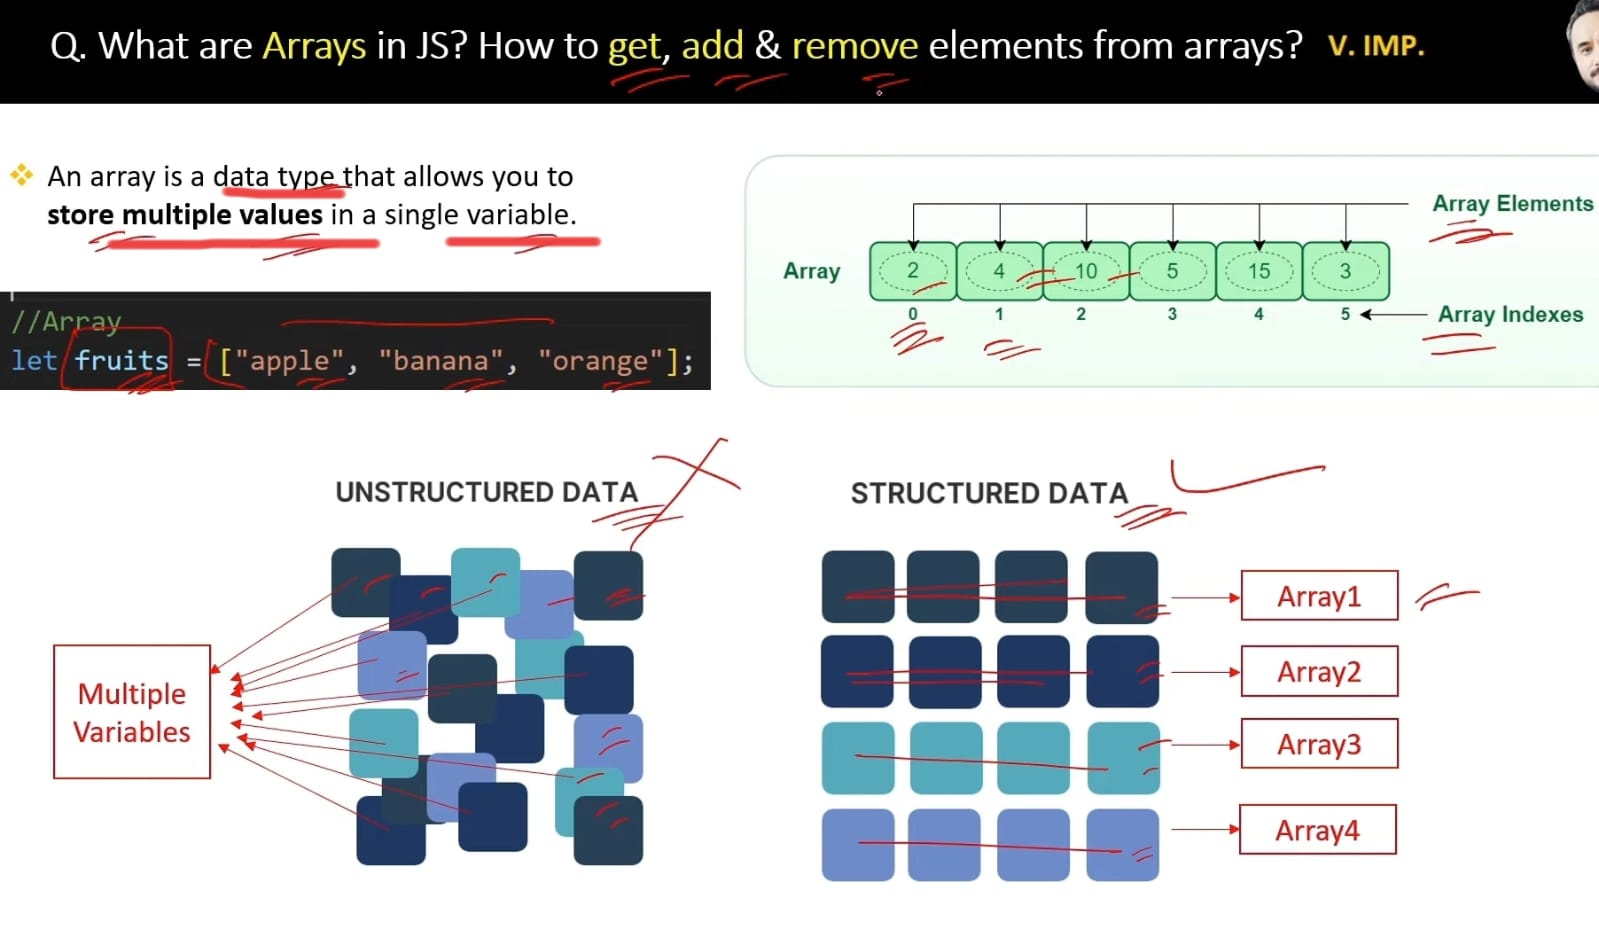 Q. What are Arrays in JS? How to get, add & remove elements from arrays? V. IMP.
An array is a data type that allows you to
store multiple values in a single variable.
//Array
let fruits = ["apple", "banana", "orange"];
Array Elements
Array
2 4 10 5 15 3
0 1 2 3 4 5
Array Indexes
UNSTRUCTURED DATA
Multiple
Variables
STRUCTURED DATA
Array1
Array2
Array3
Array4